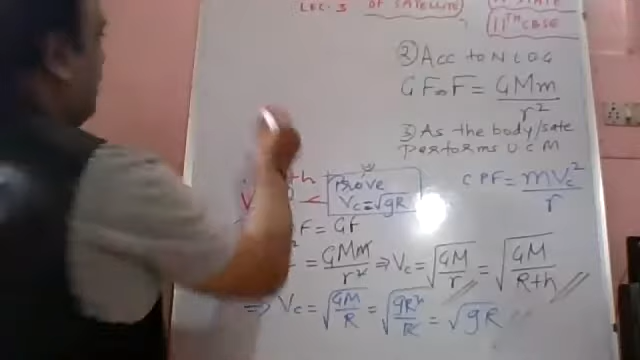 LEC. 3 OF SATELLITE
11TH CBSE
② Acc to NLOG
GF = F = GMm/r²
③ As the body/sate
performs UCM
CPF = mVc²/r
Prove
Vc = √gR
F = GF
= GMm/r² ⇒ Vc = √GM/r = √GM/R+h
⇒ Vc = √GM/R = √gR²/R = √gR